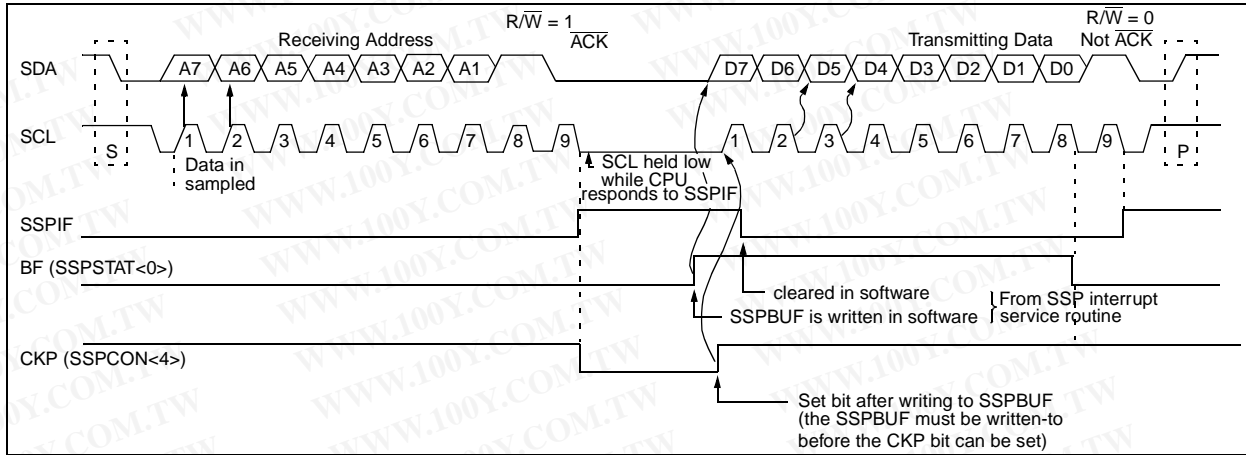 R/W = 1
R/W = 0
Receiving Address
ACK
Transmitting Data
Not ACK
SDA
A7 A6 A5 A4 A3 A2 A1
D7 D6 D5 D4 D3 D2 D1 D0
SCL
S
1 2 3 4 5 6 7 8 9
1 2 3 4 5 6 7 8 9
P
Data in
sampled
SCL held low
while CPU
responds to SSPIF
SSPIF
BF (SSPSTAT<0>)
cleared in software
SSPBUF is written in software
From SSP interrupt
service routine
CKP (SSPCON<4>)
Set bit after writing to SSPBUF
(the SSPBUF must be written-to
before the CKP bit can be set)
WWW.100Y.COM.TW